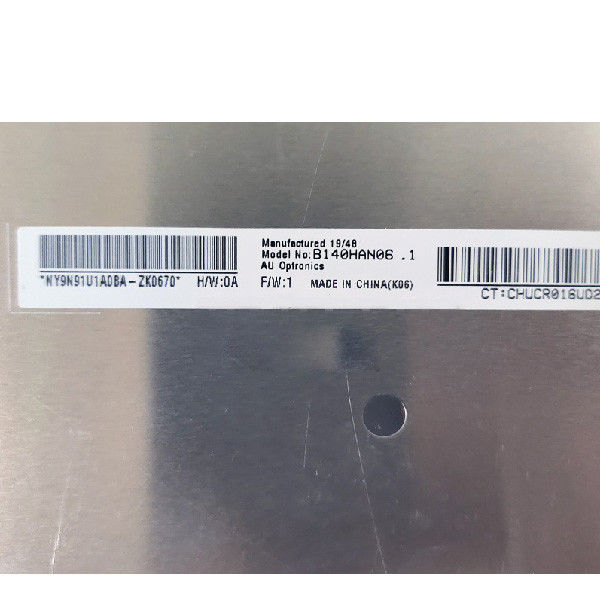 Manufactured 19/48
Model No:B140HAN06 .1
AU Optronics
*NY9N91U1A0BA-ZK0670* H/W:0A F/W:1 MADE IN CHINA(K06)
CT:CHUCR016UD2